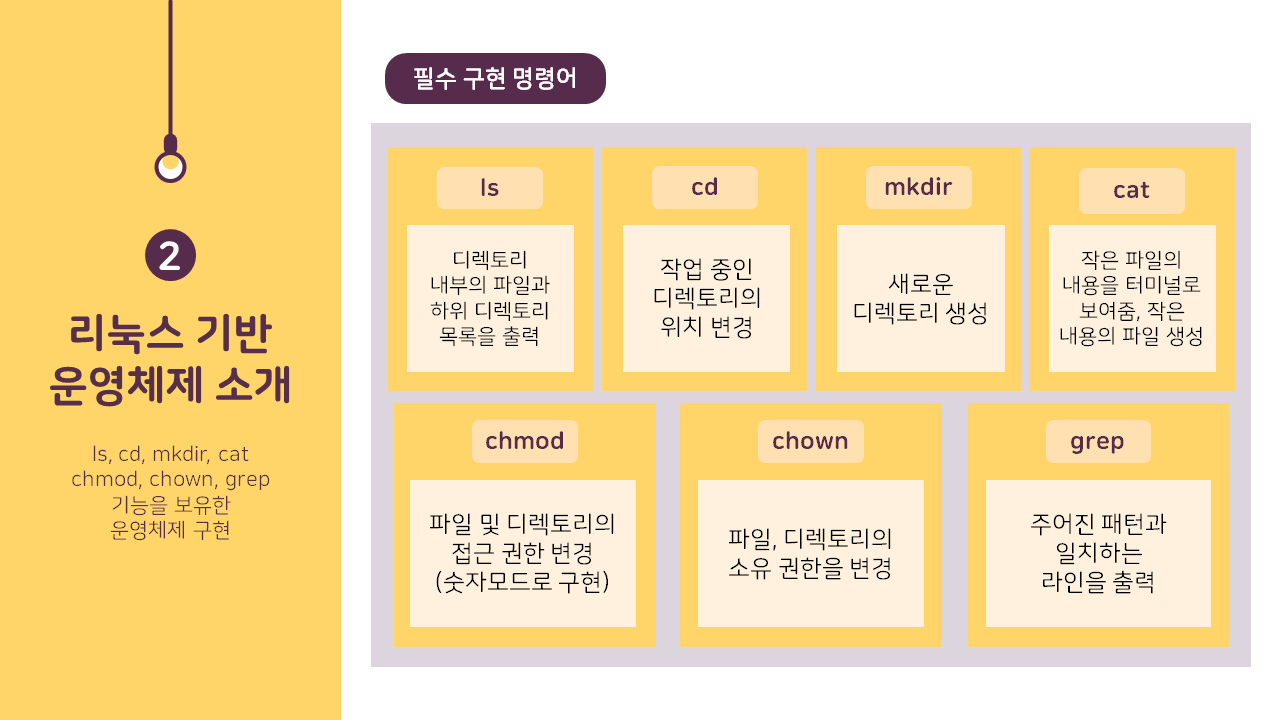 2
리눅스 기반
운영체제 소개
ls, cd, mkdir, cat
chmod, chown, grep
기능을 보유한
운영체제 구현
필수 구현 명령어
ls
디렉토리
내부의 파일과
하위 디렉토리
목록을 출력
cd
작업 중인
디렉토리의
위치 변경
mkdir
새로운
디렉토리 생성
cat
작은 파일의
내용을 터미널로
보여줌, 작은
내용의 파일 생성
chmod
파일 및 디렉토리의
접근 권한 변경
(숫자모드로 구현)
chown
파일, 디렉토리의
소유 권한을 변경
grep
주어진 패턴과
일치하는
라인을 출력